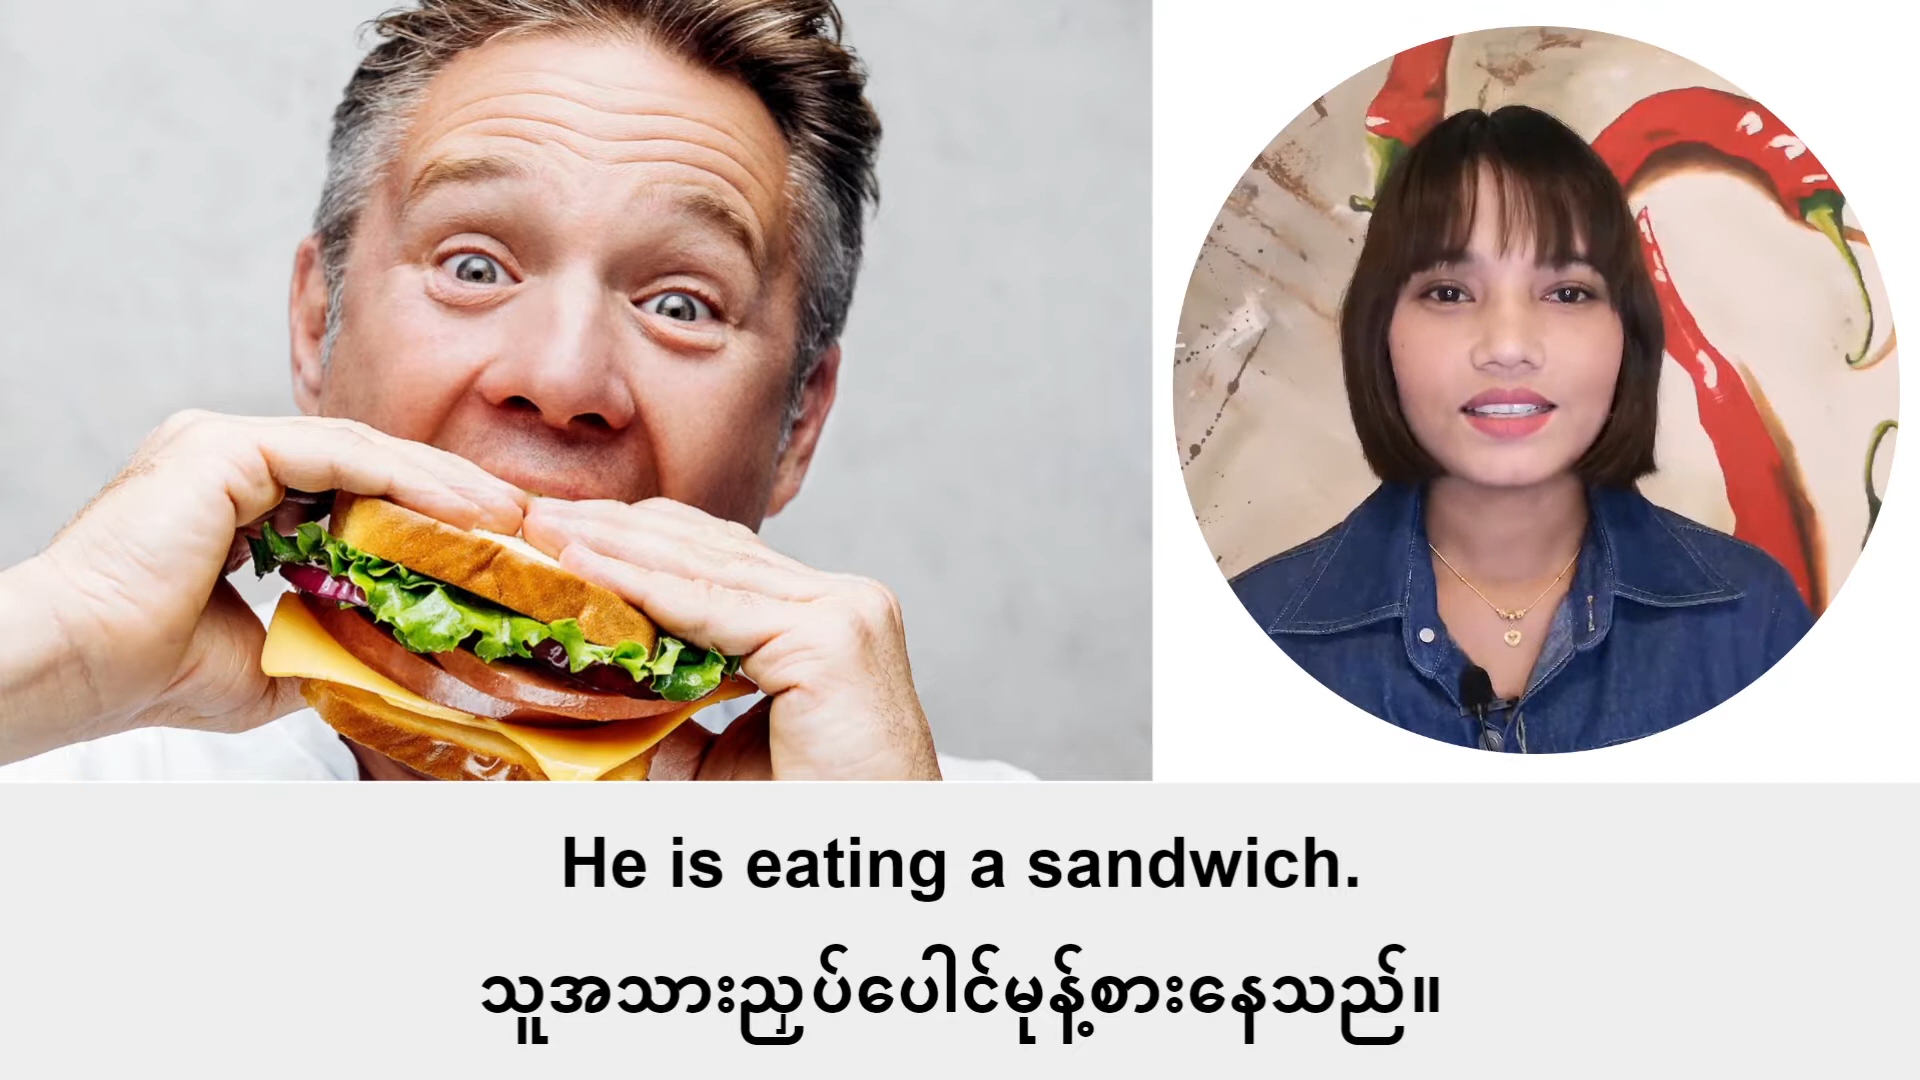 He is eating a sandwich.
သူအသားညှပ်ပေါင်မုန့်စားနေသည်။